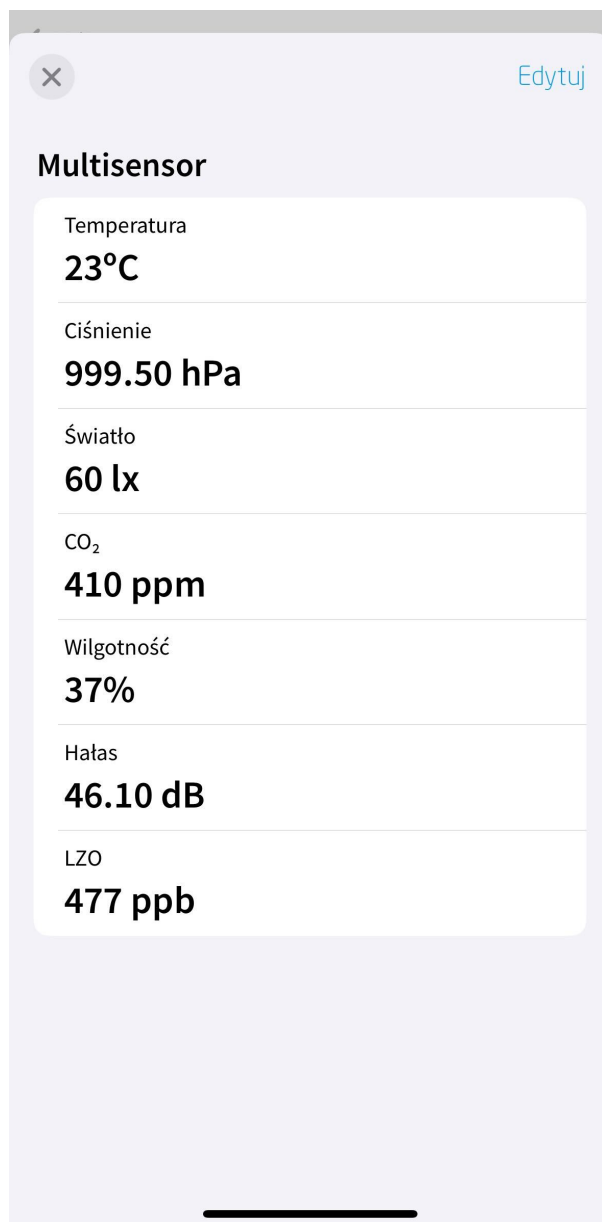 Edytuj
Multisensor
Temperatura
23°C
Ciśnienie
999.50 hPa
Światło
60 lx
CO₂
410 ppm
Wilgotność
37%
Hałas
46.10 dB
LZO
477 ppb